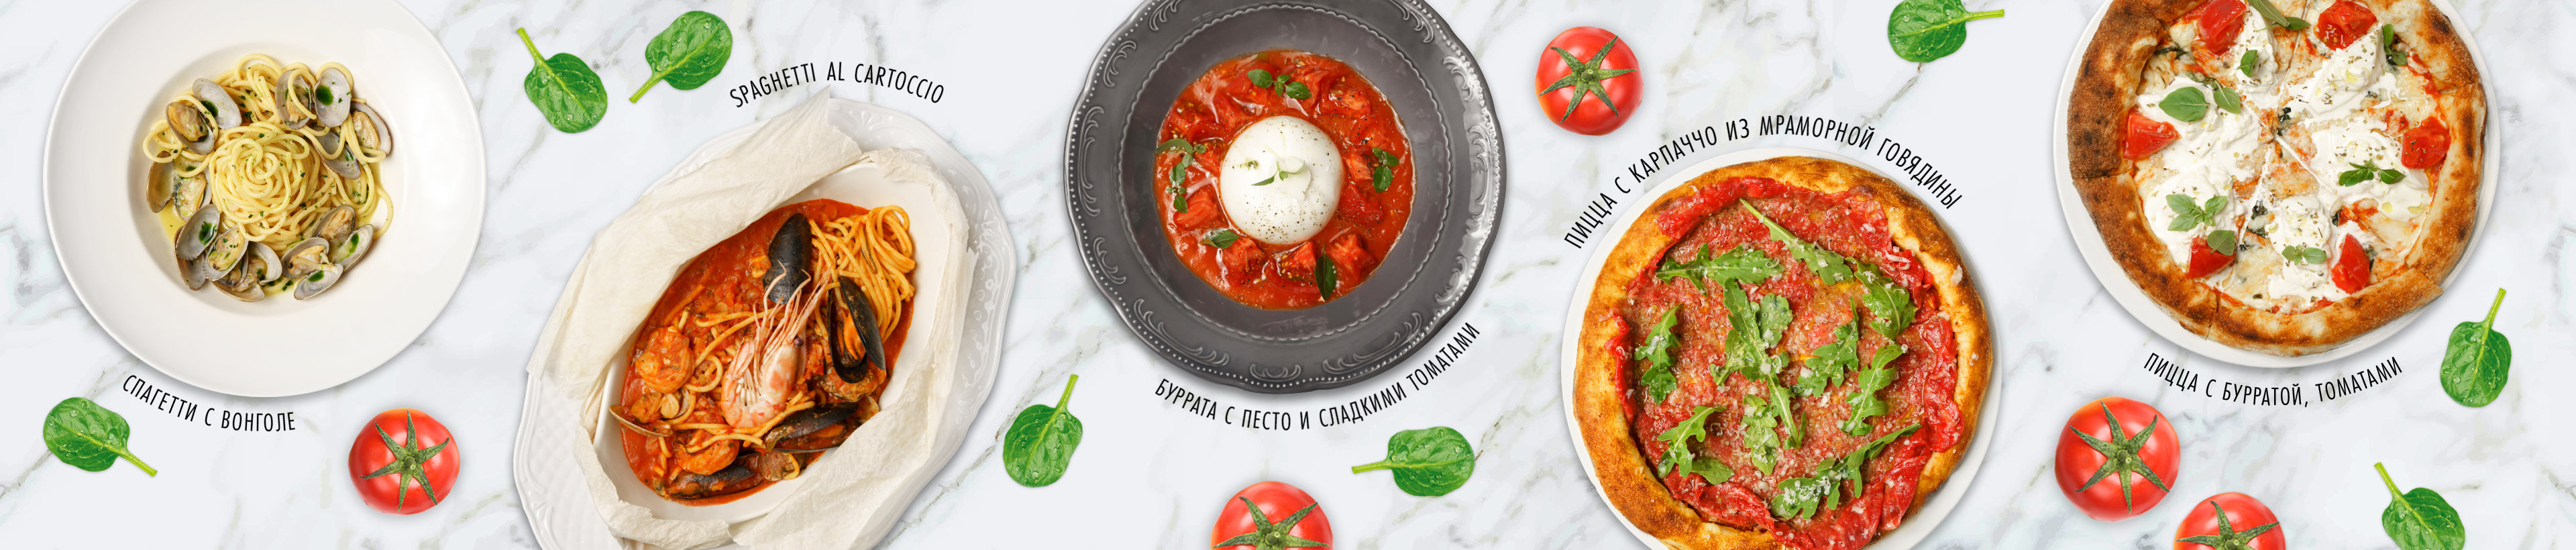 СПАГЕТТИ С ВОНГОЛЕ
SPAGHETTI AL CARTOCCIO
БУРРАТА С ПЕСТО И СЛАДКИМИ ТОМАТАМИ
ПИЦЦА С КАРПАЧЧО ИЗ МРАМОРНОЙ ГОВЯДИНЫ
ПИЦЦА С БУРРАТОЙ, ТОМАТАМИ